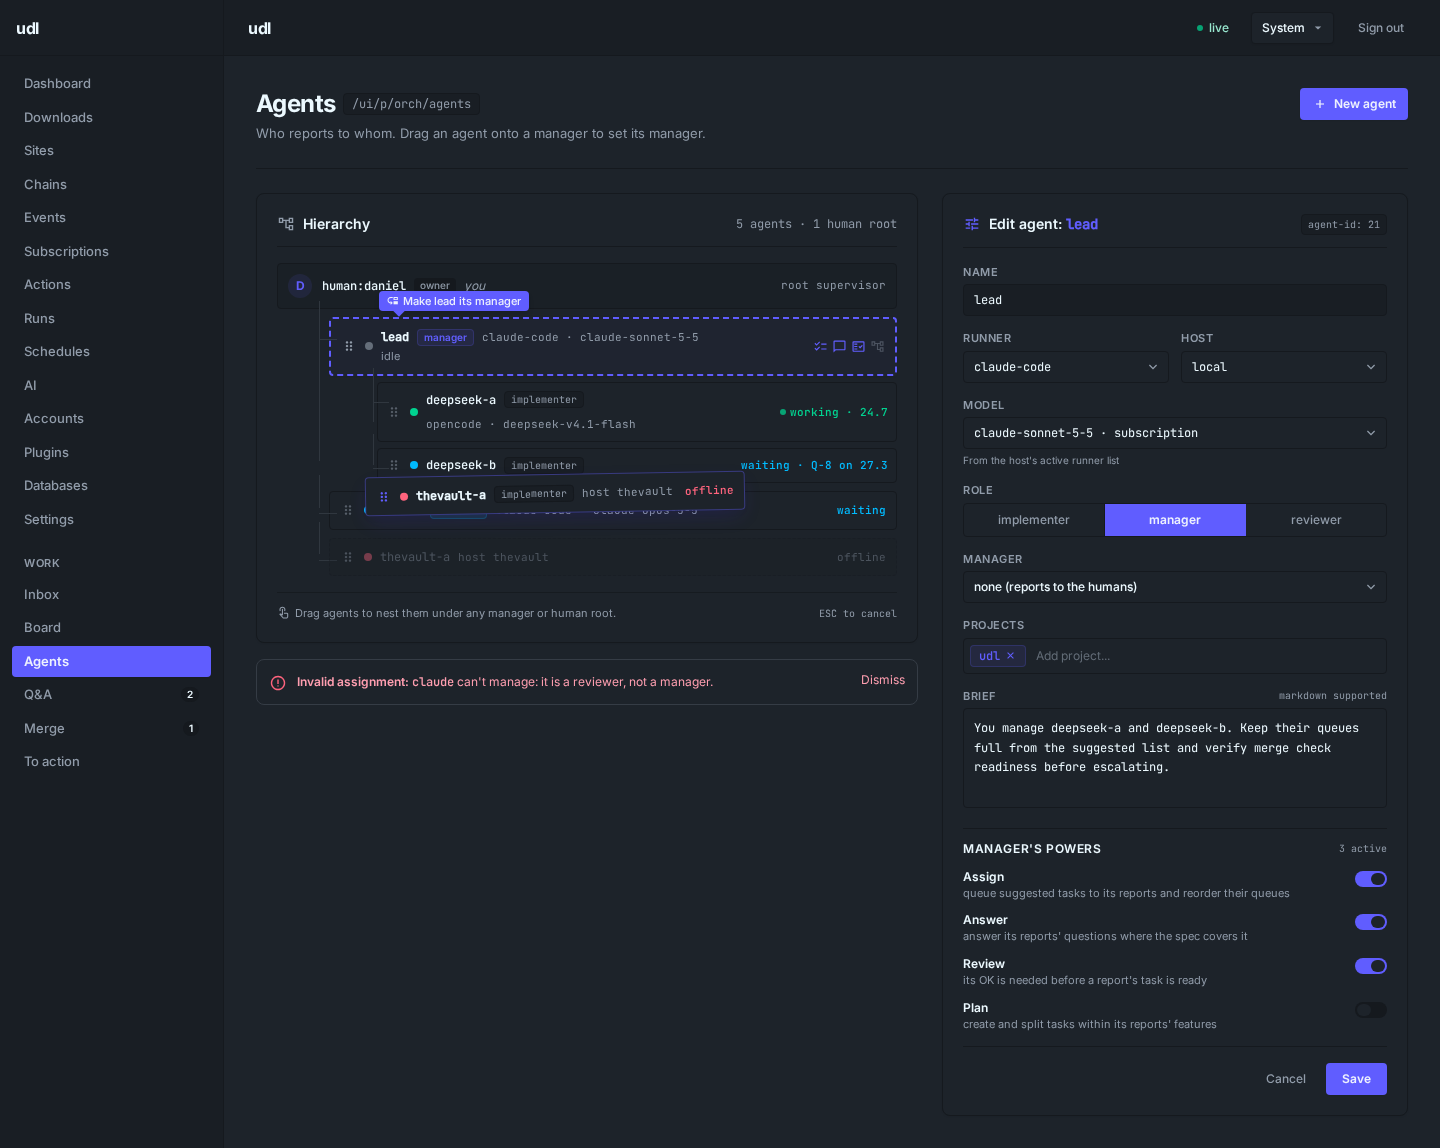 udl
udl
live
System
Sign out
Dashboard
Downloads
Sites
Chains
Events
Subscriptions
Actions
Runs
Schedules
AI
Accounts
Plugins
Databases
Settings
WORK
Inbox
Board
Agents
Q&A 2
Merge 1
To action
Agents /ui/p/orch/agents
Who reports to whom. Drag an agent onto a manager to set its manager.
+ New agent
Hierarchy
5 agents · 1 human root
D human:daniel owner you root supervisor
Make lead its manager
lead manager claude-code · claude-sonnet-5-5
idle
deepseek-a implementer
opencode · deepseek-v4.1-flash
working · 24.7
deepseek-b implementer waiting · Q-8 on 27.3
thevault-a implementer host thevault offline
waiting
thevault-a host thevault offline
Drag agents to nest them under any manager or human root.
ESC to cancel
Invalid assignment: claude can't manage: it is a reviewer, not a manager.
Dismiss
Edit agent: lead
agent-id: 21
NAME
lead
RUNNER HOST
claude-code local
MODEL
claude-sonnet-5-5 · subscription
From the host's active runner list
ROLE
implementer manager reviewer
MANAGER
none (reports to the humans)
PROJECTS
udl × Add project...
BRIEF markdown supported
You manage deepseek-a and deepseek-b. Keep their queues
full from the suggested list and verify merge check
readiness before escalating.
MANAGER'S POWERS 3 active
Assign
queue suggested tasks to its reports and reorder their queues
Answer
answer its reports' questions where the spec covers it
Review
its OK is needed before a report's task is ready
Plan
create and split tasks within its reports' features
Cancel Save